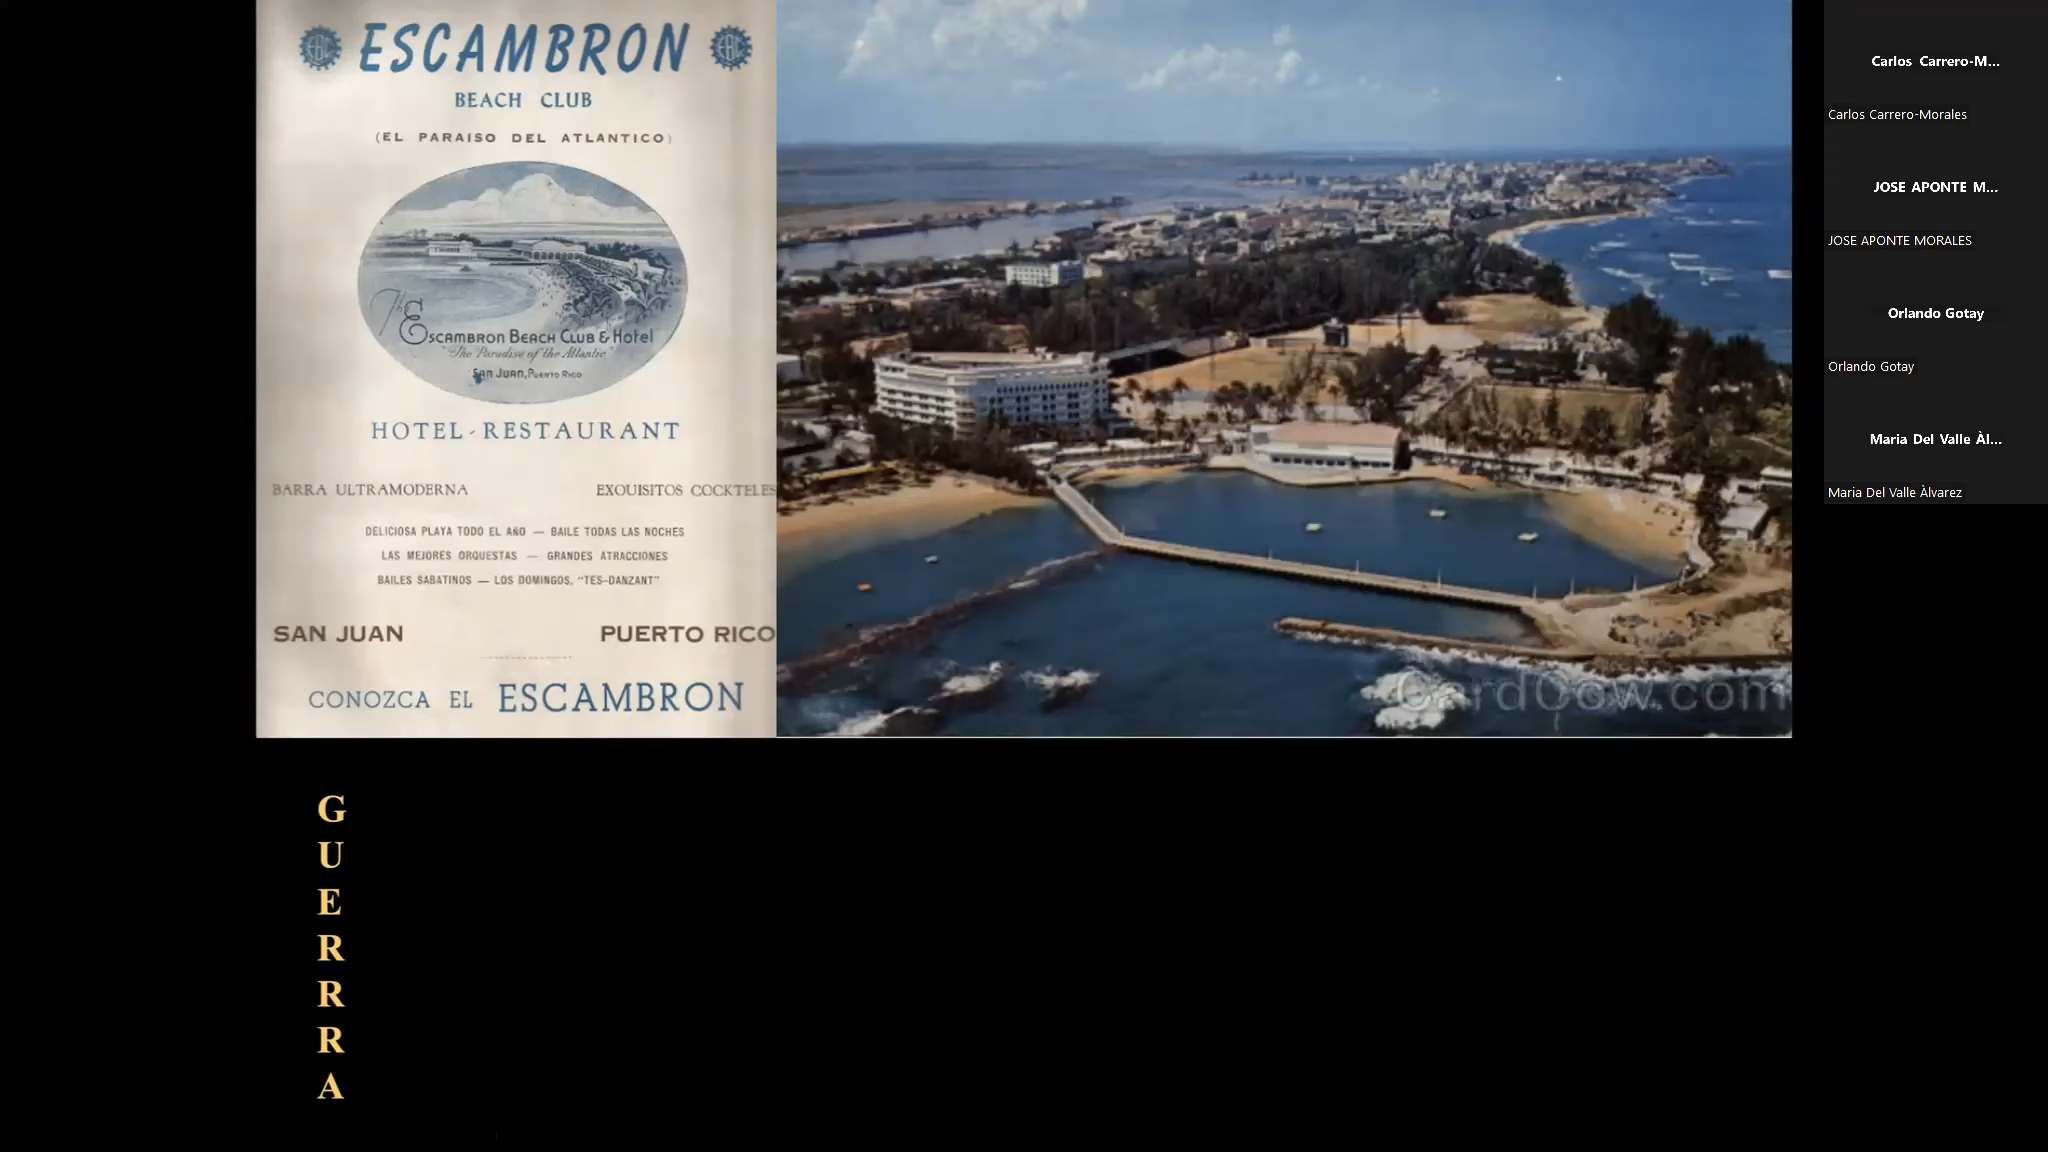 ESCAMBRON
EBC
EBC
BEACH CLUB
(EL PARAISO DEL ATLANTICO)
The Escambron Beach Club & Hotel
"The Paradise of the Atlantic"
San Juan, Puerto Rico
HOTEL-RESTAURANT
BARRA ULTRAMODERNA
EXQUISITOS COCKTELES
DELICIOSA PLAYA TODO EL AÑO — BAILE TODAS LAS NOCHES
LAS MEJORES ORQUESTAS — GRANDES ATRACCIONES
BAILES SABATINOS — LOS DOMINGOS, "TES-DANZANT"
SAN JUAN
PUERTO RICO
CONOZCA EL ESCAMBRON
CardCow.com
G
U
E
R
R
R
A
Carlos Carrero-M...
Carlos Carrero-Morales
JOSE APONTE M...
JOSE APONTE MORALES
Orlando Gotay
Orlando Gotay
Maria Del Valle Àl...
Maria Del Valle Àlvarez